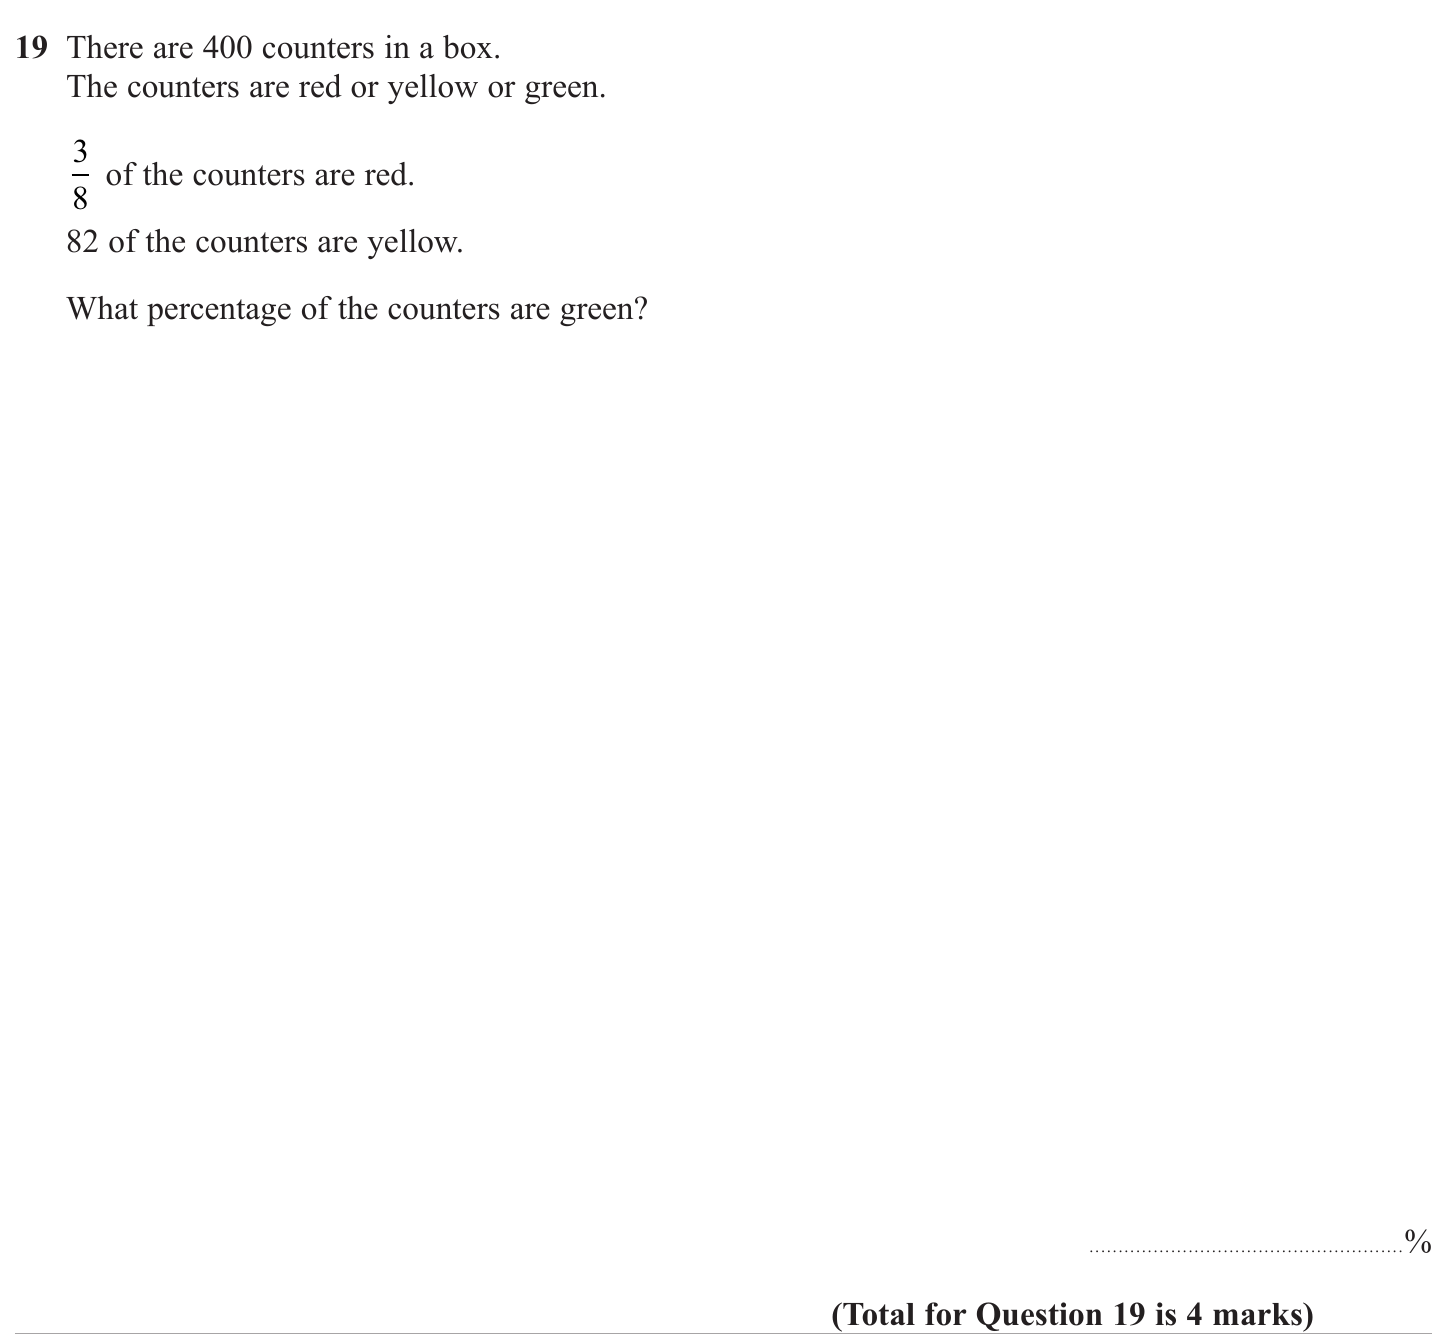 19 There are 400 counters in a box.
The counters are red or yellow or green.
3/8 of the counters are red.
82 of the counters are yellow.
What percentage of the counters are green?
......................................................%
(Total for Question 19 is 4 marks)